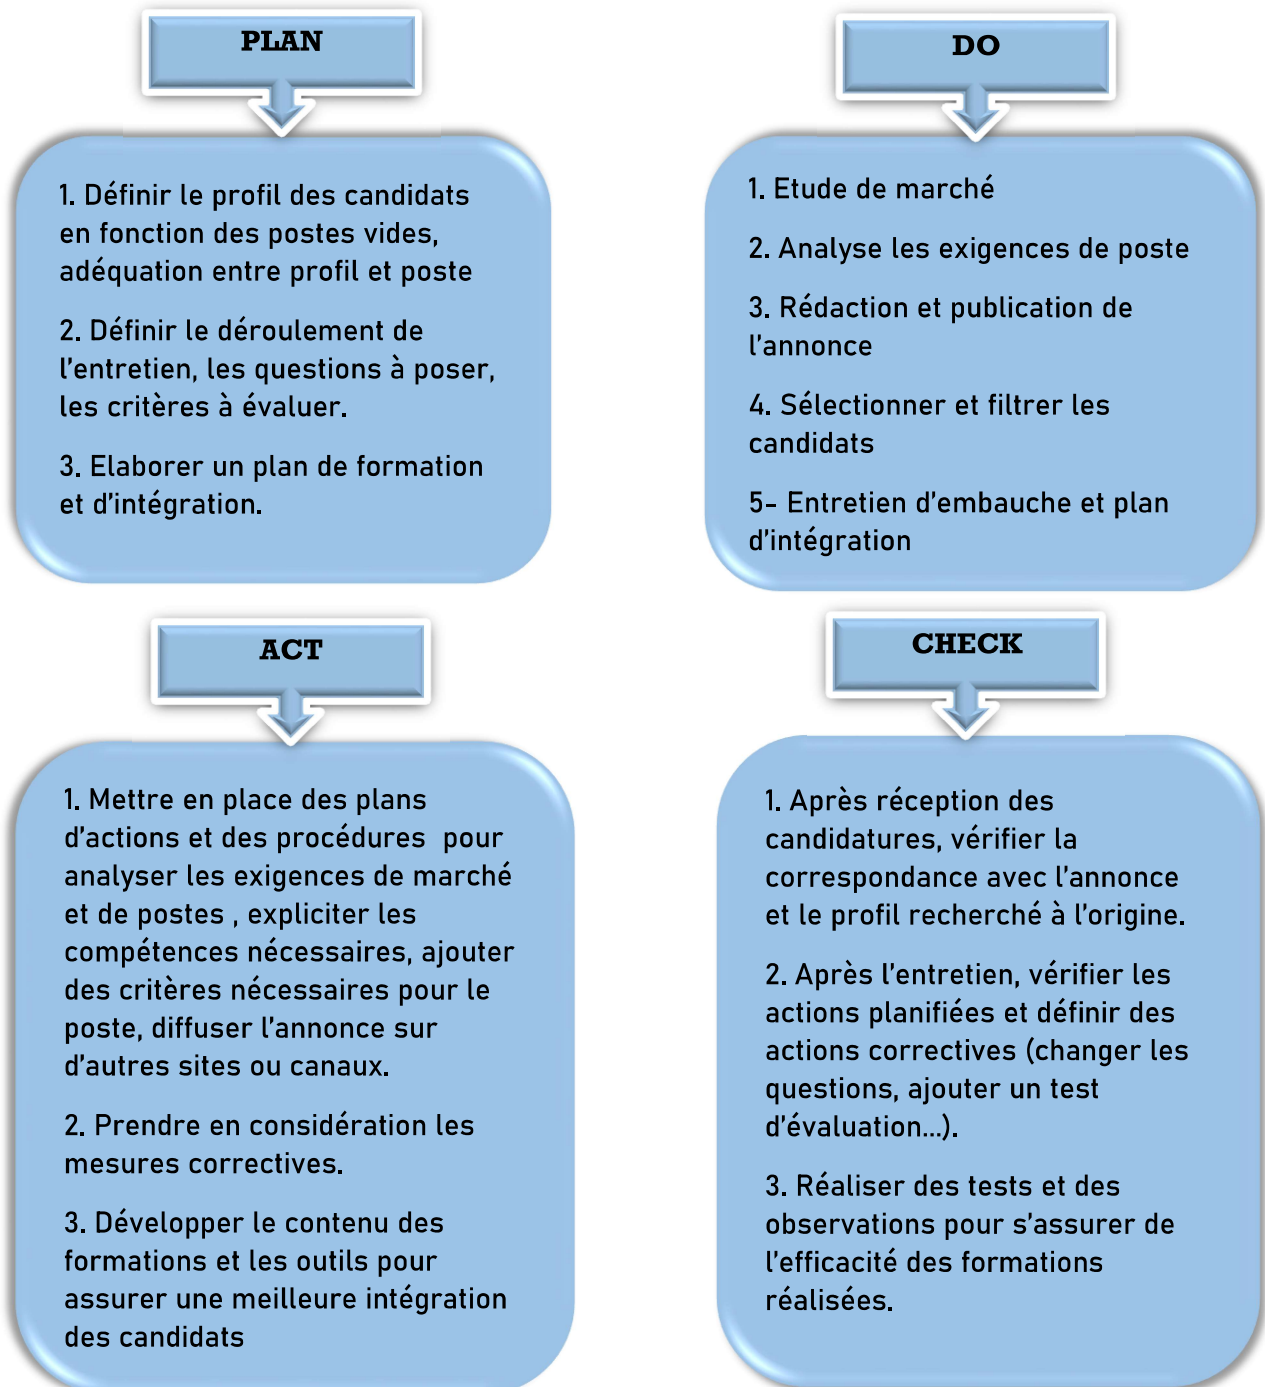 PLAN
1. Définir le profil des candidats
en fonction des postes vides,
adéquation entre profil et poste
2. Définir le déroulement de
l'entretien, les questions à poser,
les critères à évaluer.
3. Elaborer un plan de formation
et d'intégration.
DO
1. Etude de marché
2. Analyse les exigences de poste
3. Rédaction et publication de
l'annonce
4. Sélectionner et filtrer les
candidats
5- Entretien d'embauche et plan
d'intégration
ACT
1. Mettre en place des plans
d'actions et des procédures  pour
analyser les exigences de marché
et de postes , expliciter les
compétences nécessaires, ajouter
des critères nécessaires pour le
poste, diffuser l'annonce sur
d'autres sites ou canaux.
2. Prendre en considération les
mesures correctives.
3. Développer le contenu des
formations et les outils pour
assurer une meilleure intégration
des candidats
CHECK
1. Après réception des
candidatures, vérifier la
correspondance avec l'annonce
et le profil recherché à l'origine.
2. Après l'entretien, vérifier les
actions planifiées et définir des
actions correctives (changer les
questions, ajouter un test
d'évaluation...).
3. Réaliser des tests et des
observations pour s'assurer de
l'efficacité des formations
réalisées.